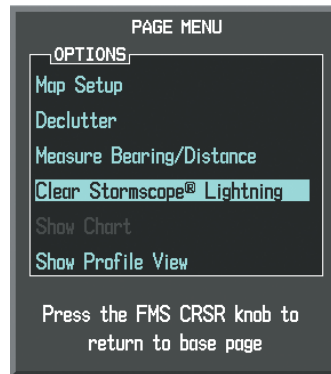 PAGE MENU
OPTIONS
Map Setup
Declutter
Measure Bearing/Distance
Clear Stormscope® Lightning
Show Chart
Show Profile View
Press the FMS CRSR knob to
return to base page